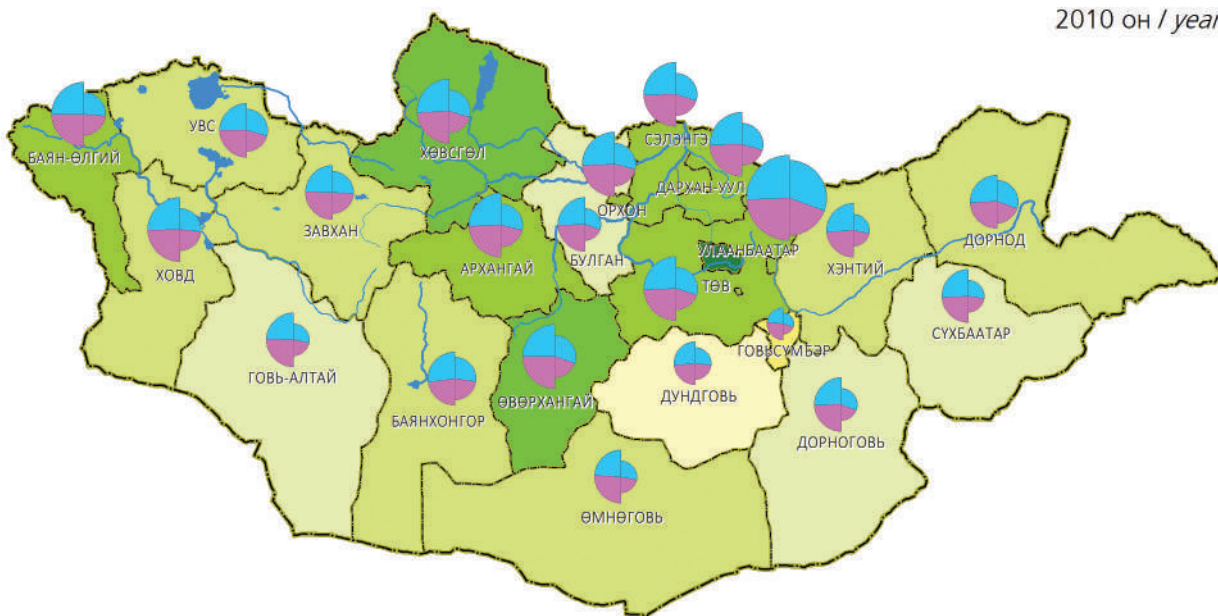 2010 он / year
СЭЛЭНГЭ
УВС
ХӨВСГӨЛ
БАЯН-ӨЛГИЙ
ДАРХАН-УУЛ
ЗАВХАН
ОРХОН
ДОРНОД
УЛААНБААТАР
ХОВД
АРХАНГАЙ
БУЛГАН
ХЭНТИЙ
ТӨВ
СҮХБААТАР
ГОВЬСҮМБЭР
ГОВЬ-АЛТАЙ
ДУНДГОВЬ
БАЯНХОНГОР
ӨВӨРХАНГАЙ
ДОРНОГОВЬ
ӨМНӨГОВЬ